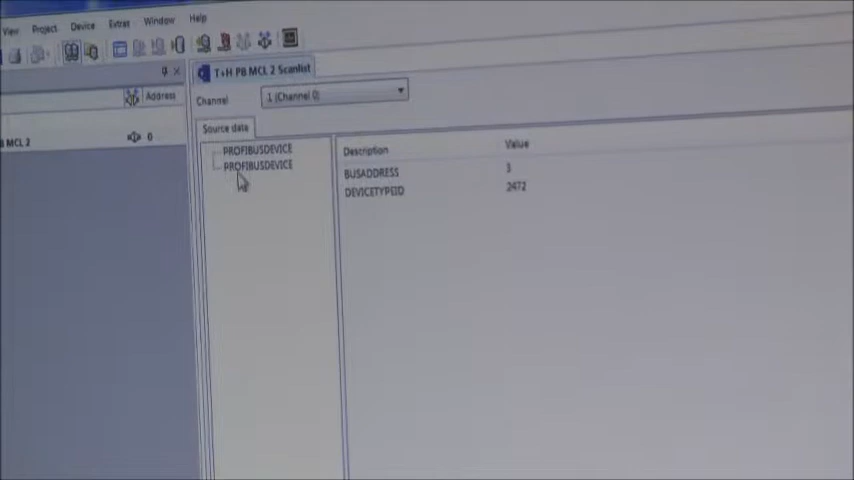 View Project Device Extras Window Help
T+H PB MCL 2 Scanlist
Address
Channel 1 (Channel 0)
MCL 2 0
Source data
PROFIBUSDEVICE
PROFIBUSDEVICE
Description Value
BUSADDRESS 3
DEVICETYPEID 2472